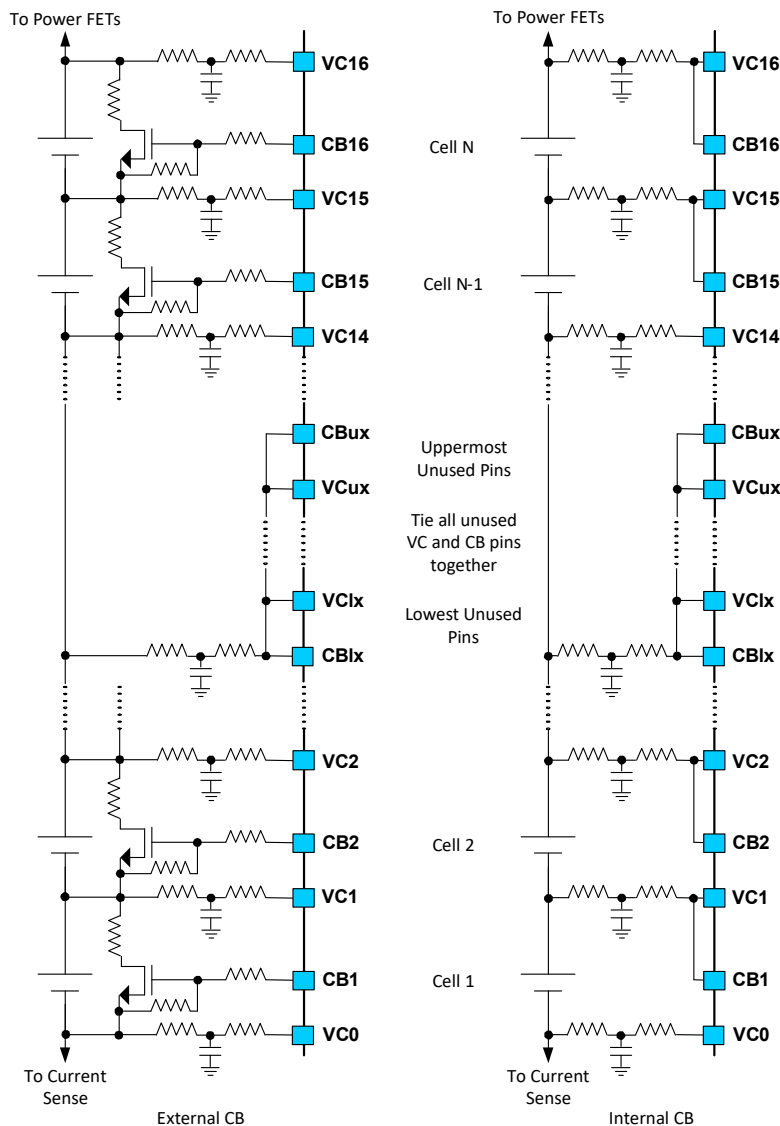 To Power FETs
To Power FETs
VC16
VC16
CB16
Cell N
CB16
VC15
VC15
CB15
Cell N-1
CB15
VC14
VC14
CBux
Uppermost
Unused Pins
CBux
VCux
VCux
Tie all unused
VC and CB pins
together
VClx
VClx
Lowest Unused
Pins
CBlx
CBlx
VC2
VC2
CB2
Cell 2
CB2
VC1
VC1
CB1
Cell 1
CB1
VC0
VC0
To Current
Sense
To Current
Sense
External CB
Internal CB